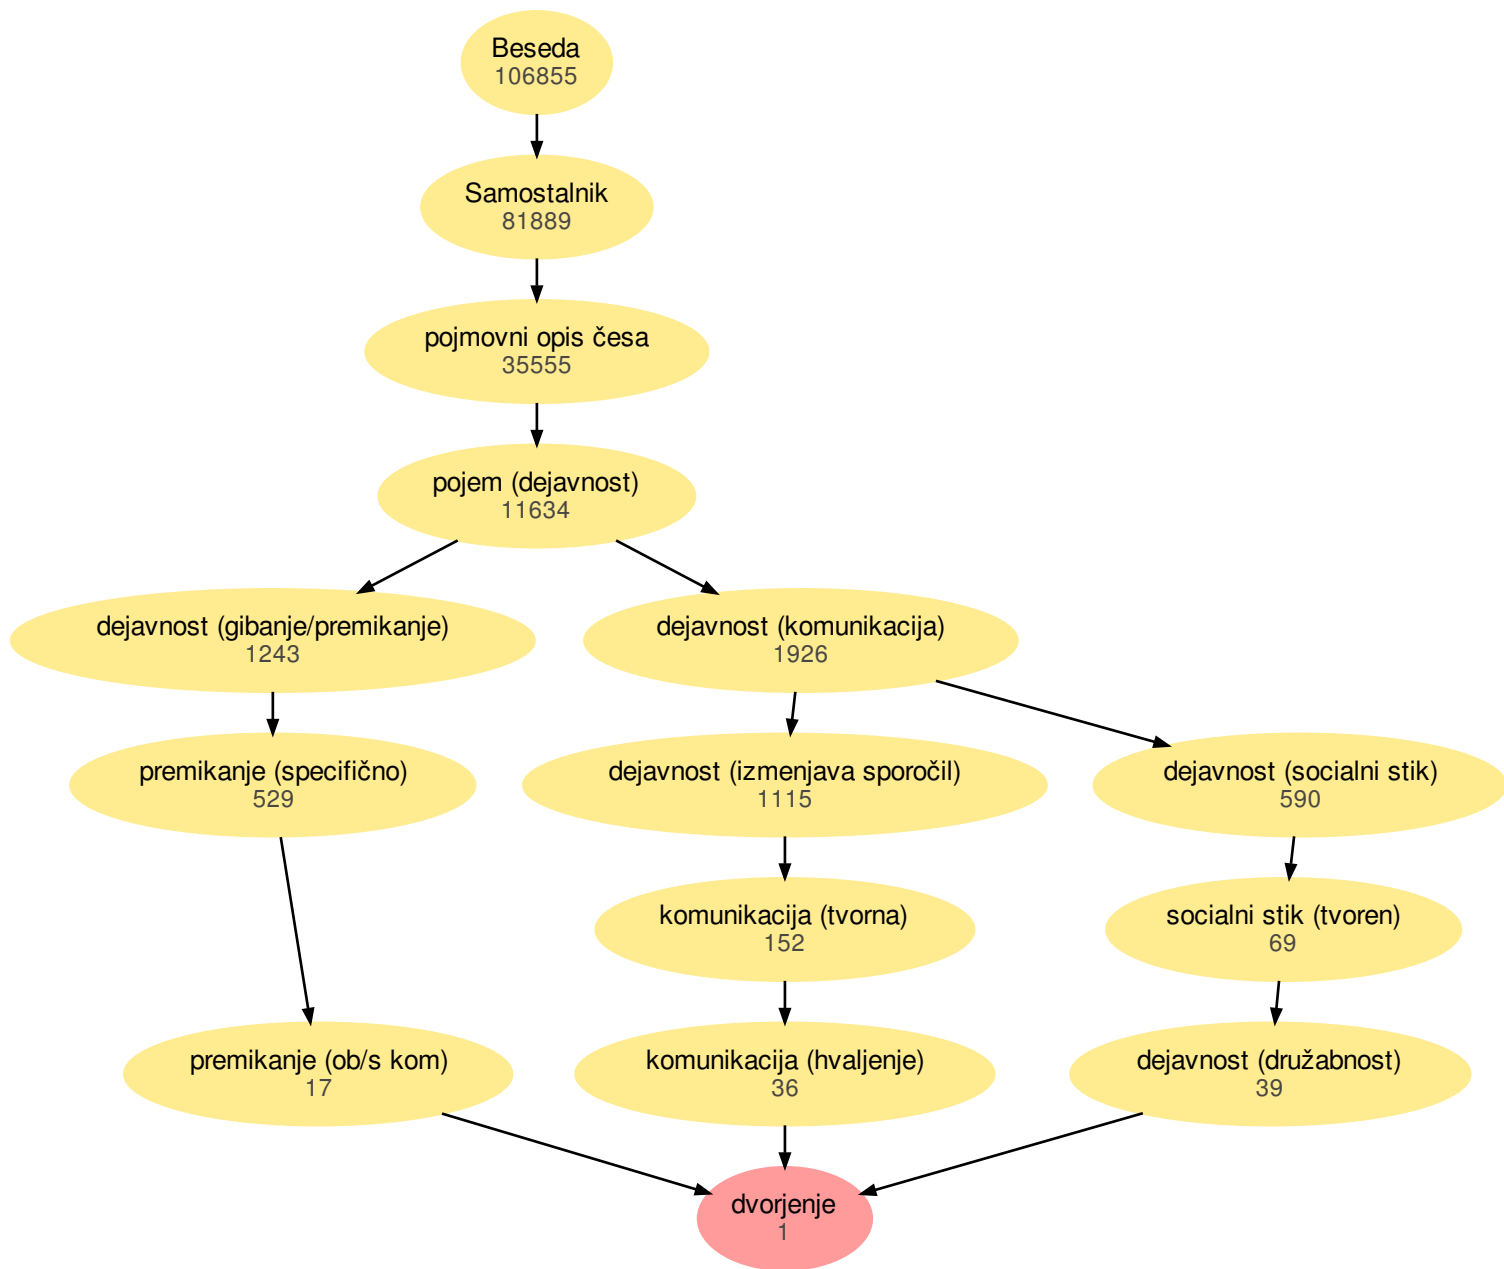 Beseda
106855
Samostalnik
81889
pojmovni opis česa
35555
pojem (dejavnost)
11634
dejavnost (gibanje/premikanje)
1243
dejavnost (komunikacija)
1926
premikanje (specifično)
529
dejavnost (izmenjava sporočil)
1115
dejavnost (socialni stik)
590
komunikacija (tvorna)
152
socialni stik (tvoren)
69
premikanje (ob/s kom)
17
komunikacija (hvaljenje)
36
dejavnost (družabnost)
39
dvorjenje
1